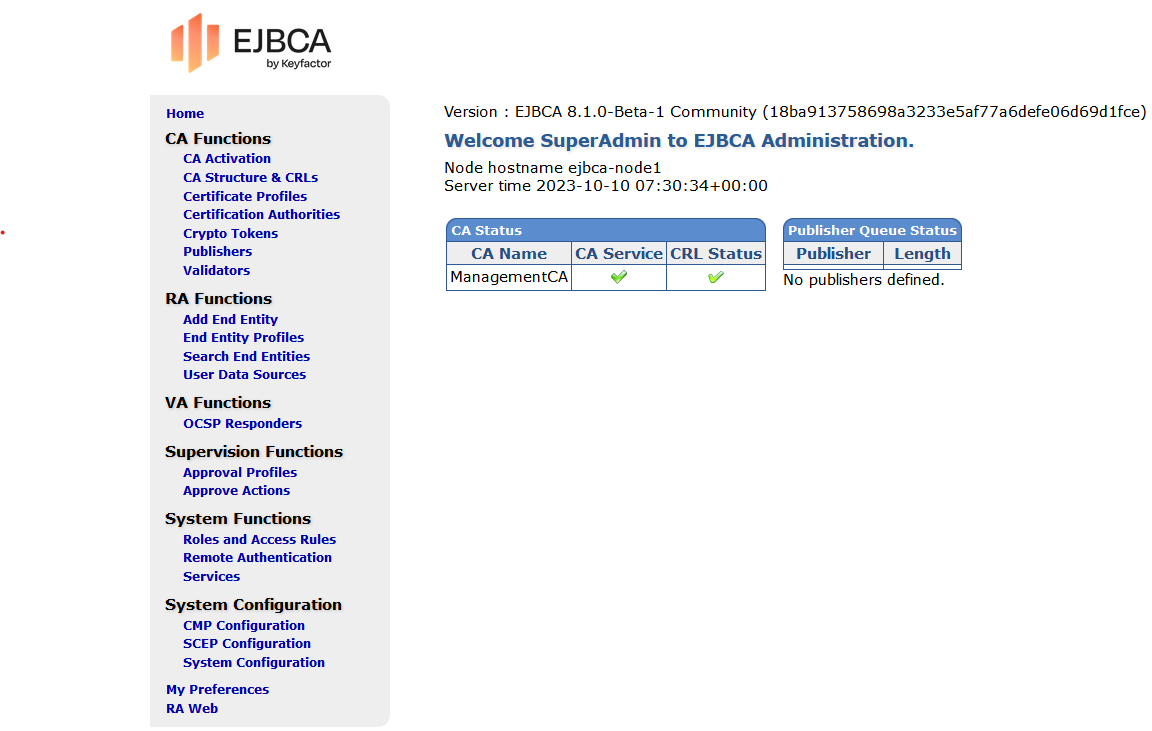 EJBCA
by Keyfactor
Home
CA Functions
CA Activation
CA Structure & CRLs
Certificate Profiles
Certification Authorities
Crypto Tokens
Publishers
Validators
RA Functions
Add End Entity
End Entity Profiles
Search End Entities
User Data Sources
VA Functions
OCSP Responders
Supervision Functions
Approval Profiles
Approve Actions
System Functions
Roles and Access Rules
Remote Authentication
Services
System Configuration
CMP Configuration
SCEP Configuration
System Configuration
My Preferences
RA Web
Version : EJBCA 8.1.0-Beta-1 Community (18ba913758698a3233e5af77a6defe06d69d1fce)
Welcome SuperAdmin to EJBCA Administration.
Node hostname ejbca-node1
Server time 2023-10-10 07:30:34+00:00
CA Status
CA Name CA Service CRL Status
ManagementCA
Publisher Queue Status
Publisher Length
No publishers defined.